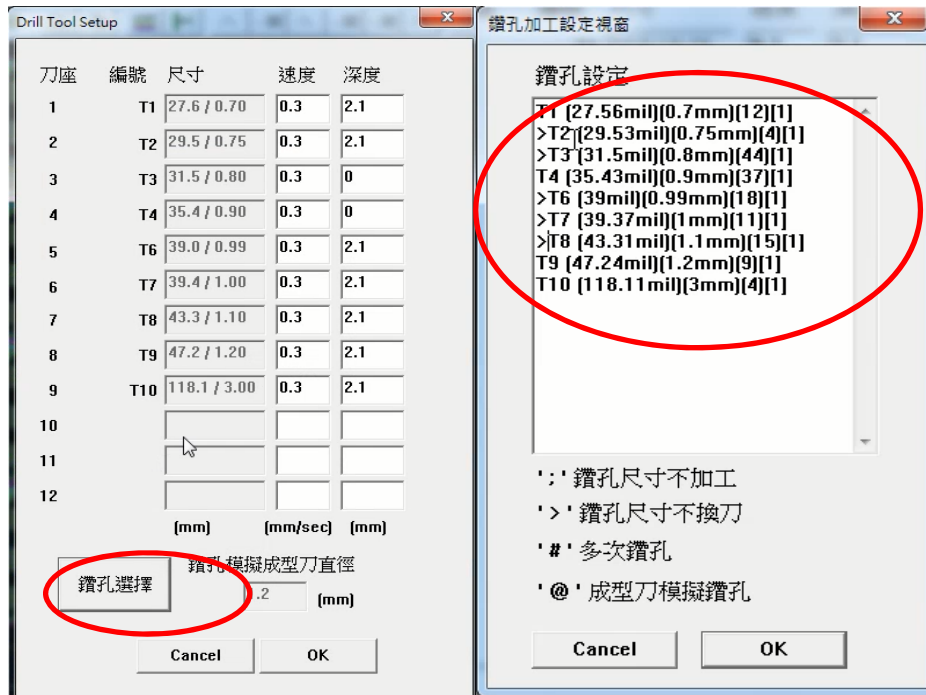 Drill Tool Setup
刀座 編號 尺寸 速度 深度
1 T1 27.6 / 0.70 0.3 2.1
2 T2 29.5 / 0.75 0.3 2.1
3 T3 31.5 / 0.80 0.3 0
4 T4 35.4 / 0.90 0.3 0
5 T6 39.0 / 0.99 0.3 2.1
6 T7 39.4 / 1.00 0.3 2.1
7 T8 43.3 / 1.10 0.3 2.1
8 T9 47.2 / 1.20 0.3 2.1
9 T10 118.1 / 3.00 0.3 2.1
10
11
12
(mm) (mm/sec) (mm)
鑽孔選擇
鑽孔模擬成型刀直徑
.2 (mm)
Cancel OK
鑽孔加工設定視窗
鑽孔設定
T1 (27.56mil)(0.7mm)(12)[1]
>T2 (29.53mil)(0.75mm)(4)[1]
>T3 (31.5mil)(0.8mm)(44)[1]
T4 (35.43mil)(0.9mm)(37)[1]
>T6 (39mil)(0.99mm)(18)[1]
>T7 (39.37mil)(1mm)(11)[1]
>T8 (43.31mil)(1.1mm)(15)[1]
T9 (47.24mil)(1.2mm)(9)[1]
T10 (118.11mil)(3mm)(4)[1]
';' 鑽孔尺寸不加工
'>' 鑽孔尺寸不換刀
'#' 多次鑽孔
'@' 成型刀模擬鑽孔
Cancel OK